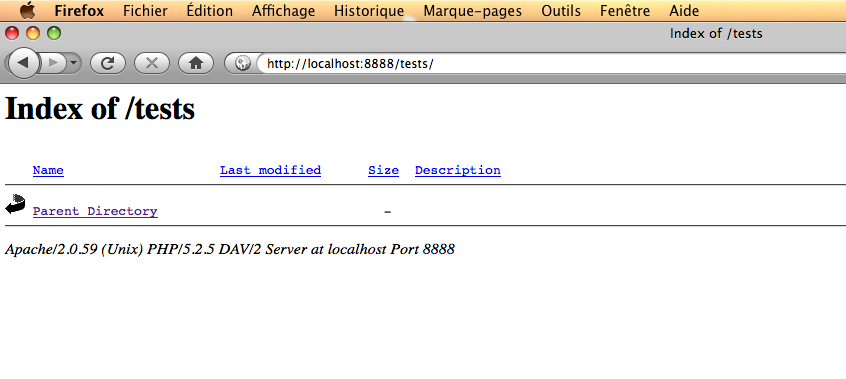 Firefox Fichier Édition Affichage Historique Marque-pages Outils Fenêtre Aide
Index of /tests
http://localhost:8888/tests/
Index of /tests
Name Last modified Size Description
Parent Directory -
Apache/2.0.59 (Unix) PHP/5.2.5 DAV/2 Server at localhost Port 8888